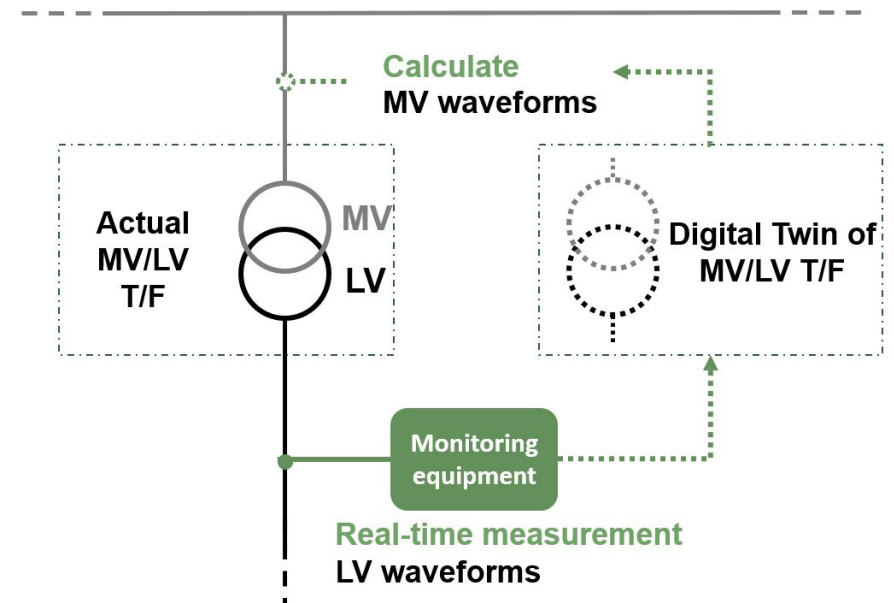 Calculate
MV waveforms
Actual
MV/LV
T/F
MV
LV
Digital Twin of
MV/LV T/F
Monitoring
equipment
Real-time measurement
LV waveforms